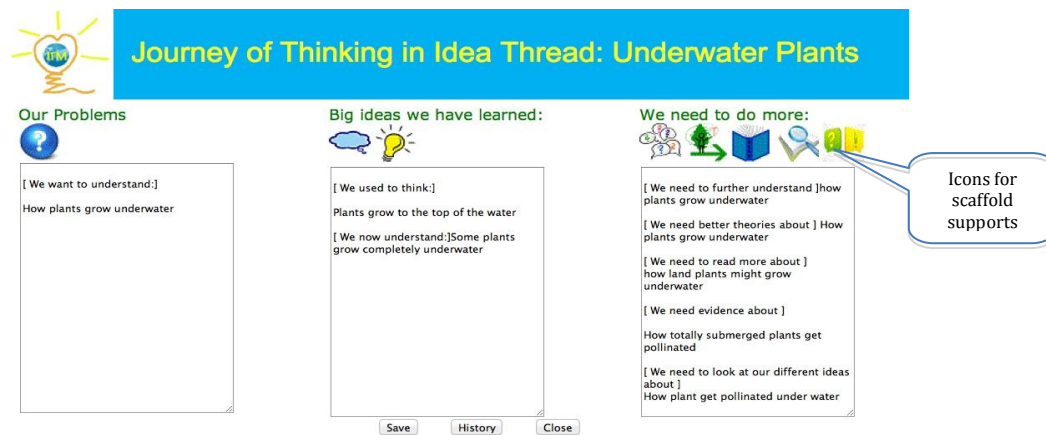 ITM
Journey of Thinking in Idea Thread: Underwater Plants
Our Problems
[ We want to understand:]
How plants grow underwater
Big ideas we have learned:
[ We used to think:]
Plants grow to the top of the water
[ We now understand:]Some plants
grow completely underwater
We need to do more:
[ We need to further understand ]how
plants grow underwater
[ We need better theories about ] How
plants grow underwater
[ We need to read more about ]
how land plants might grow
underwater
[ We need evidence about ]
How totally submerged plants get
pollinated
[ We need to look at our different ideas
about ]
How plant get pollinated under water
Icons for
scaffold
supports
Save
History
Close